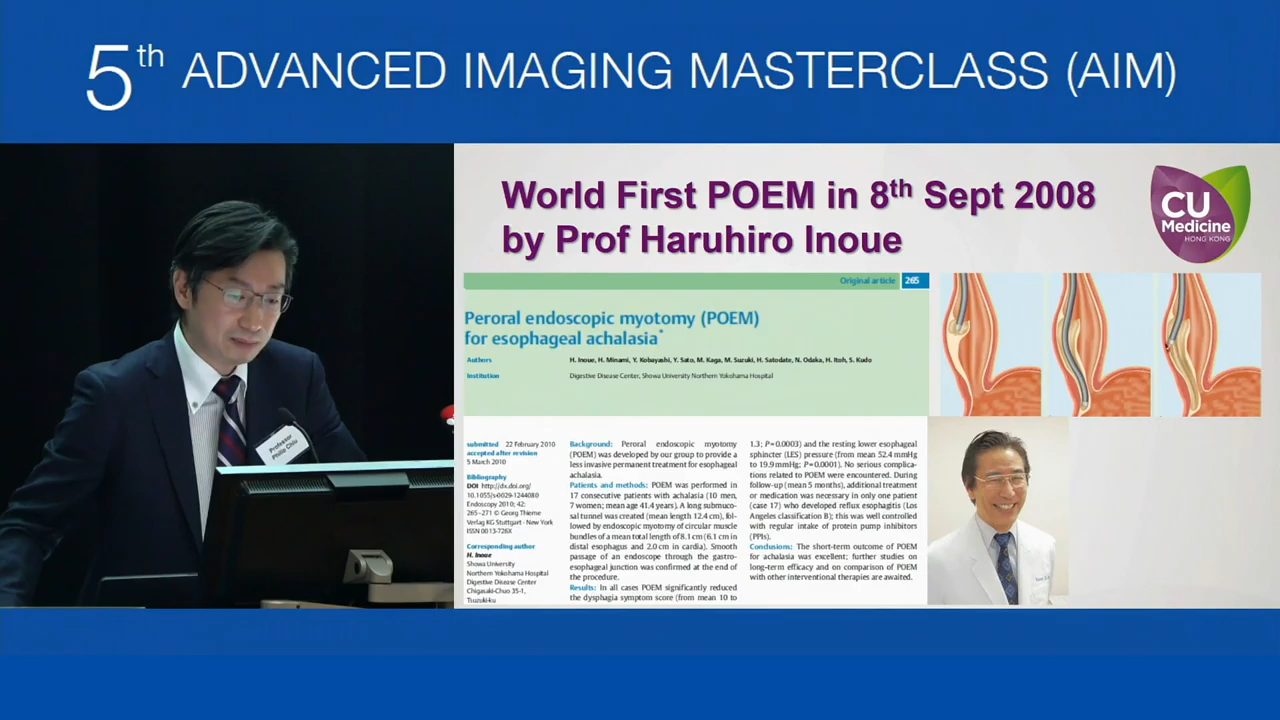 5th ADVANCED IMAGING MASTERCLASS (AIM)
World First POEM in 8th Sept 2008
by Prof Haruhiro Inoue
CU
Medicine
HONG KONG
Original article 265
Peroral endoscopic myotomy (POEM)
for esophageal achalasia*
Authors H. Inoue, H. Minami, Y. Kobayashi, Y. Sato, M. Kaga, M. Suzuki, H. Satodate, N. Odaka, H. Itoh, S. Kudo
Institution Digestive Disease Center, Showa University Northern Yokohama Hospital
submitted 22 February 2010
accepted after revision
5 March 2010
Bibliography
DOI http://dx.doi.org/
10.1055/s-0029-1244080
Endoscopy 2010; 42:
265–271 © Georg Thieme
Verlag KG Stuttgart · New York
ISSN 0013-726X
Corresponding author
H. Inoue
Showa University
Northern Yokohama Hospital
Digestive Disease Center
Chigasaki-Chuo 35-1,
Tsuzuki-ku
Background: Peroral endoscopic myotomy
(POEM) was developed by our group to provide a
less invasive permanent treatment for esophageal
achalasia.
Patients and methods: POEM was performed in
17 consecutive patients with achalasia (10 men,
7 women; mean age 41.4 years). A long submuco-
sal tunnel was created (mean length 12.4 cm), fol-
lowed by endoscopic myotomy of circular muscle
bundles of a mean total length of 8.1 cm (6.1 cm in
distal esophagus and 2.0 cm in cardia). Smooth
passage of an endoscope through the gastro-
esophageal junction was confirmed at the end of
the procedure.
Results: In all cases POEM significantly reduced
the dysphagia symptom score (from mean 10 to
1.3; P=0.0003) and the resting lower esophageal
sphincter (LES) pressure (from mean 52.4 mmHg
to 19.9 mmHg; P=0.0001). No serious complica-
tions related to POEM were encountered. During
follow-up (mean 5 months), additional treatment
or medication was necessary in only one patient
(case 17) who developed reflux esophagitis (Los
Angeles classification B); this was well controlled
with regular intake of protein pump inhibitors
(PPIs).
Conclusions: The short-term outcome of POEM
for achalasia was excellent; further studies on
long-term efficacy and on comparison of POEM
with other interventional therapies are awaited.
Professor
Philip Chiu